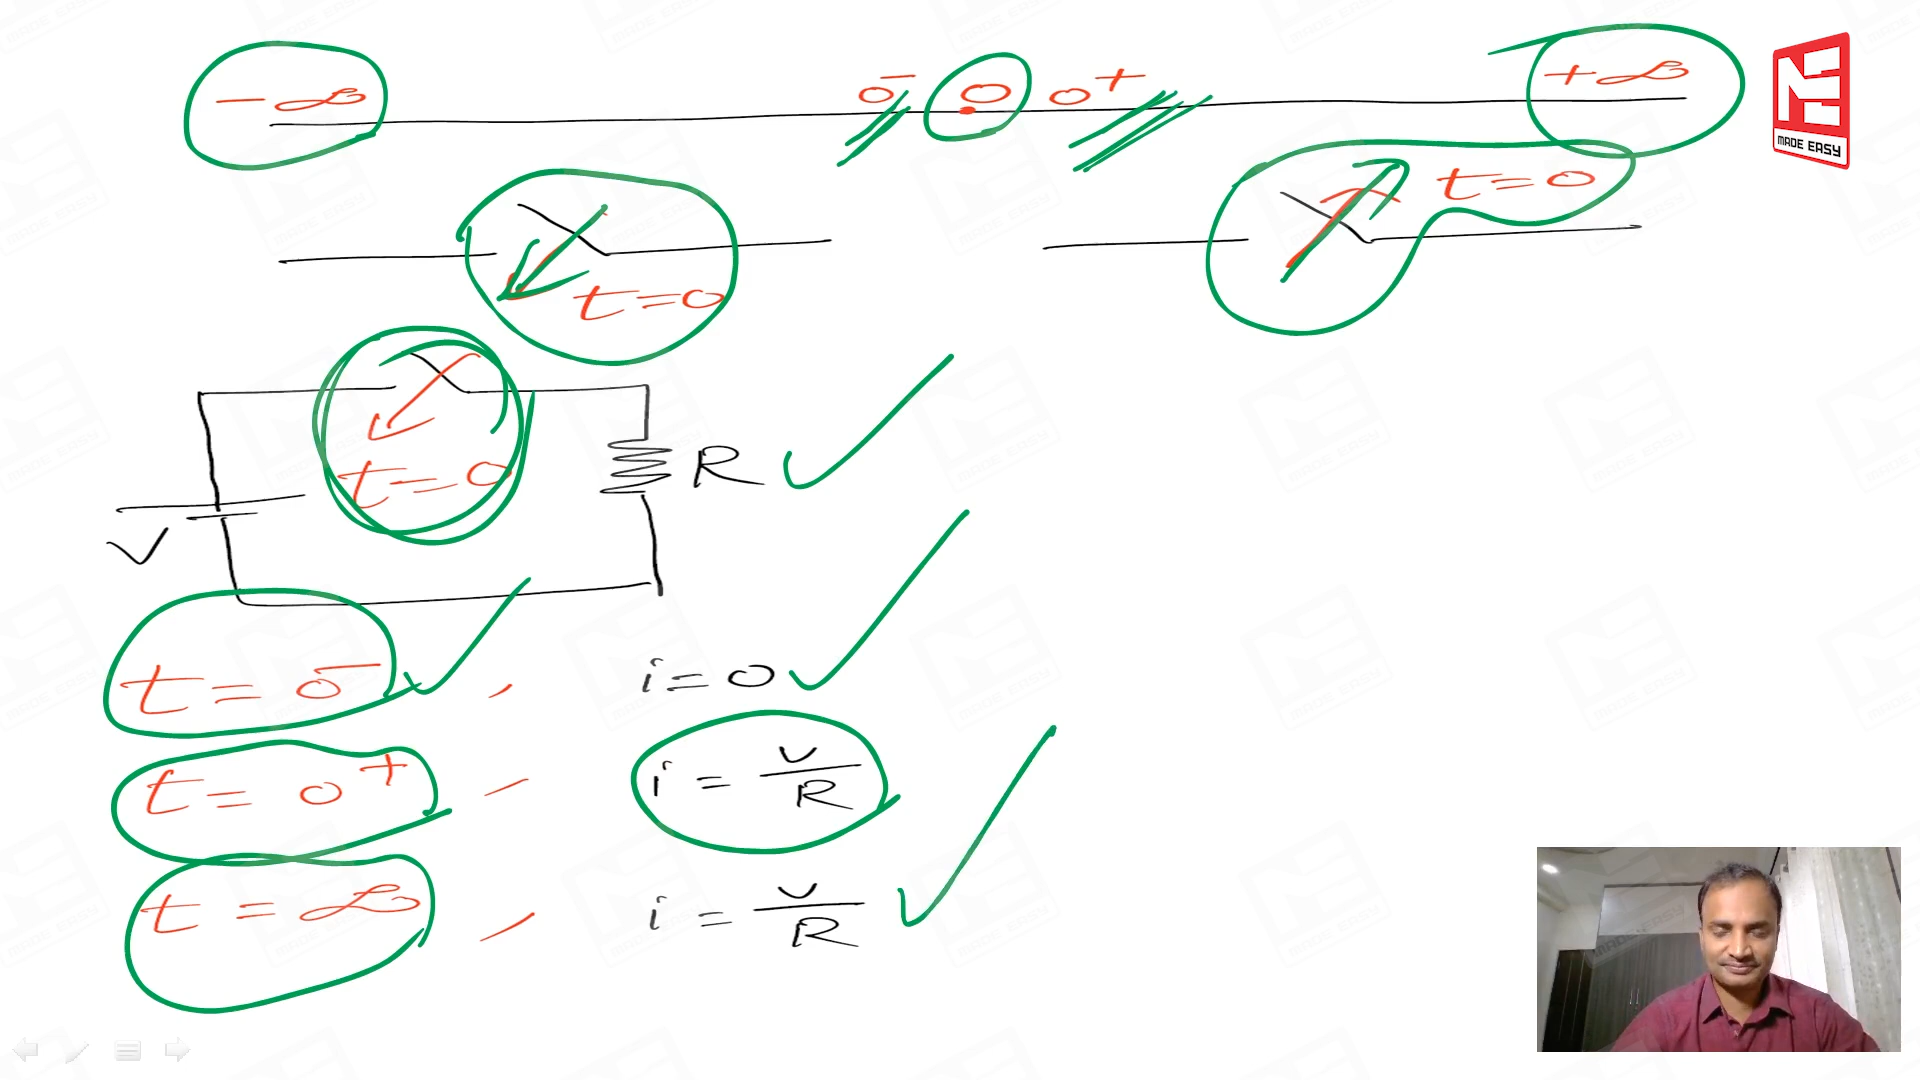 -∞ 0⁻ 0 0⁺ +∞
MADE EASY
t=0
t=0
t=0
R
V
t=0⁻, i=0
t=0⁺, i=V/R
t=∞, i=V/R